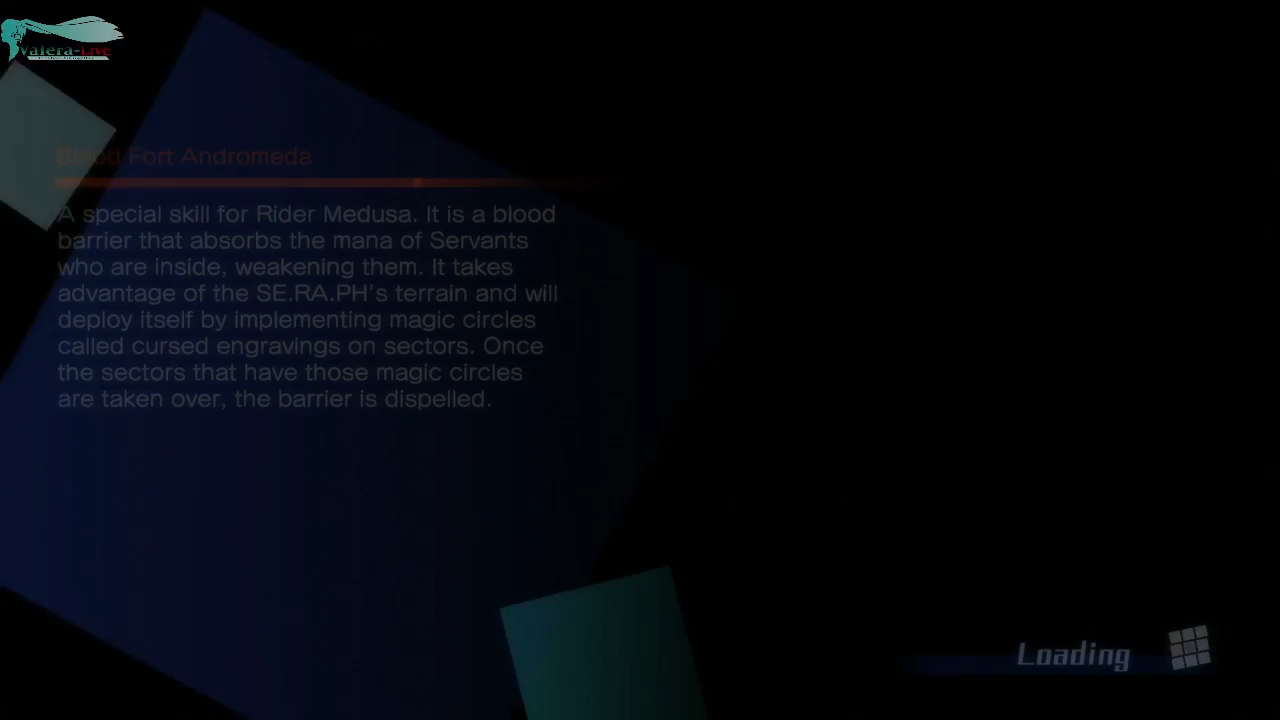 Valera-Live
Blood Fort Andromeda
A special skill for Rider Medusa. It is a blood
barrier that absorbs the mana of Servants
who are inside, weakening them. It takes
advantage of the SE.RA.PH's terrain and will
deploy itself by implementing magic circles
called cursed engravings on sectors. Once
the sectors that have those magic circles
are taken over, the barrier is dispelled.
Loading